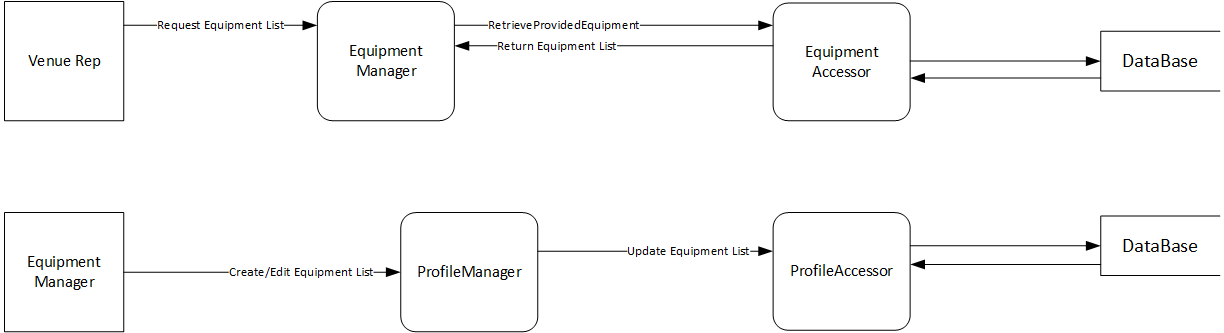 Request Equipment List
RetrieveProvidedEquipment
Return Equipment List
Venue Rep
Equipment
Manager
Equipment
Accessor
DataBase
Equipment
Manager
Create/Edit Equipment List
ProfileManager
Update Equipment List
ProfileAccessor
DataBase